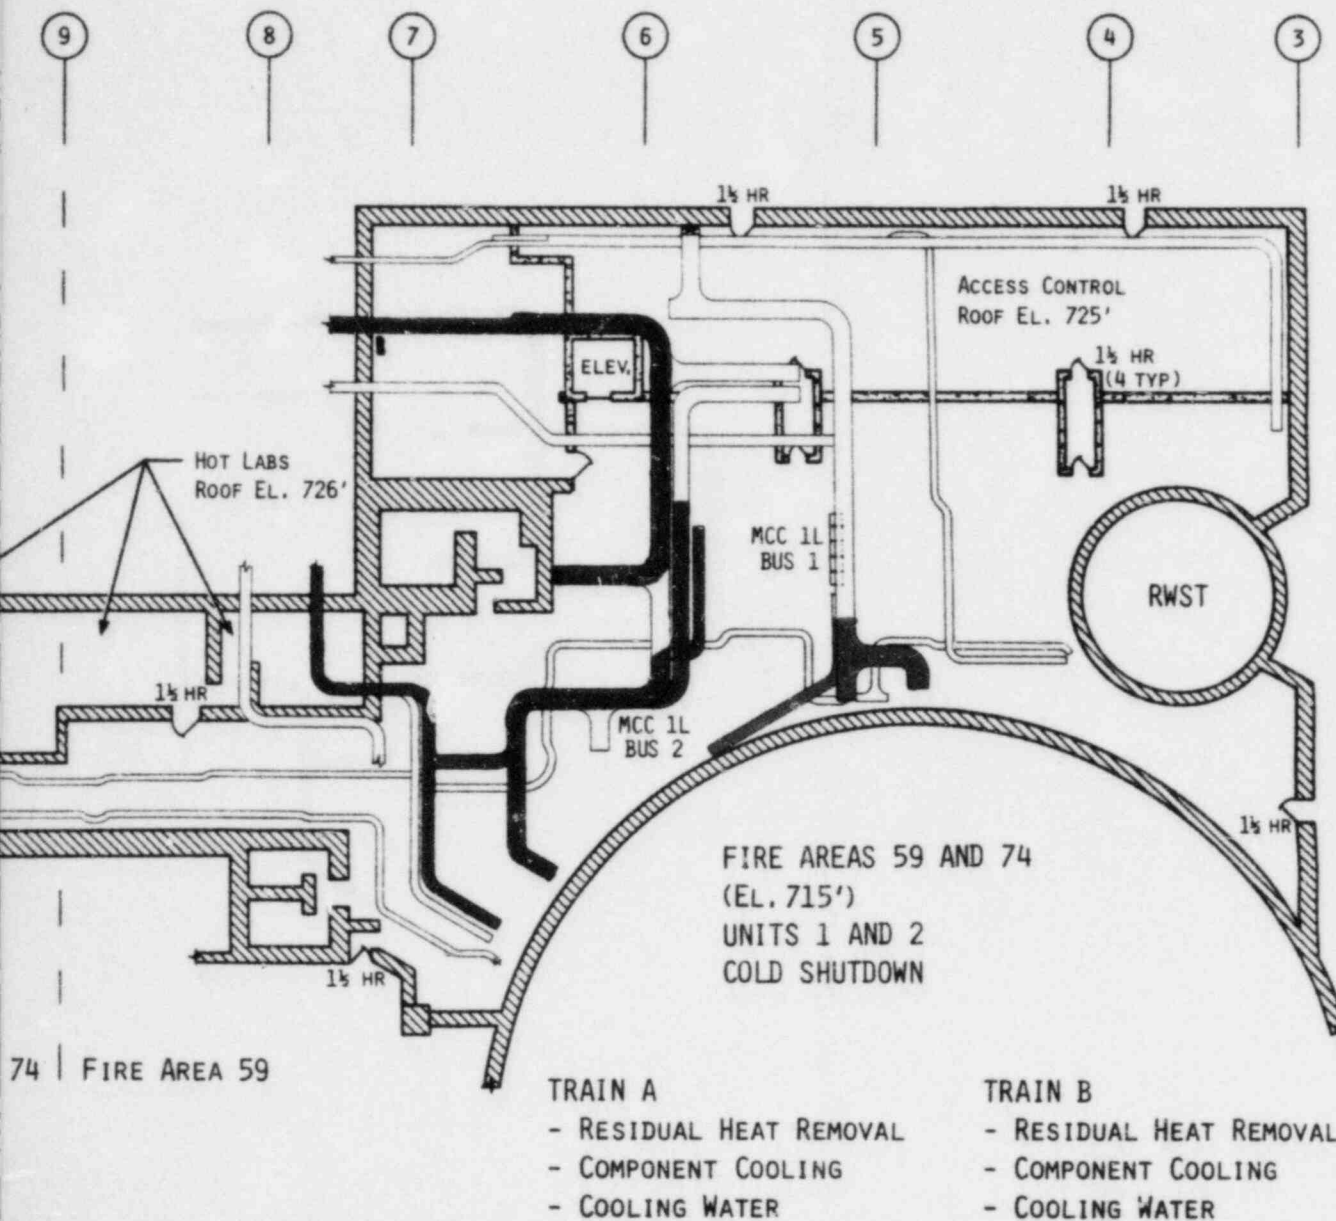 9 8 7 6 5 4 3
1½ HR 1½ HR
ACCESS CONTROL
ROOF EL. 725'
ELEV.
1½ HR
(4 TYP)
HOT LABS
ROOF EL. 726'
MCC 1L
BUS 1
RWST
1½ HR
MCC 1L
BUS 2
1½ HR
FIRE AREAS 59 AND 74
(EL. 715')
UNITS 1 AND 2
COLD SHUTDOWN
1½ HR
74 | FIRE AREA 59
TRAIN A
- RESIDUAL HEAT REMOVAL
- COMPONENT COOLING
- COOLING WATER
TRAIN B
- RESIDUAL HEAT REMOVAL
- COMPONENT COOLING
- COOLING WATER